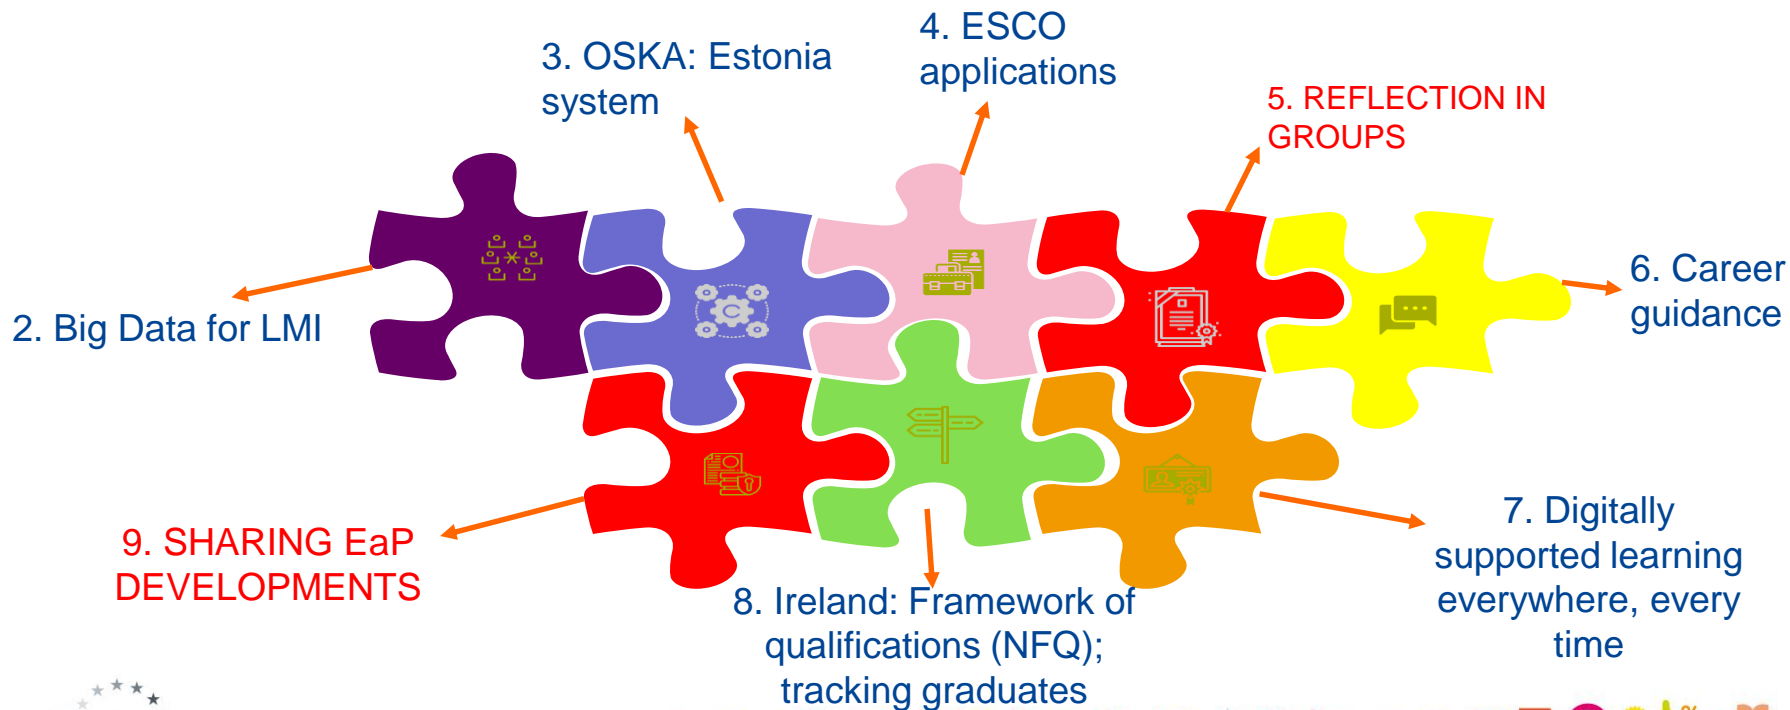 4. ESCO
applications
3. OSKA: Estonia
system
5. REFLECTION IN
GROUPS
2. Big Data for LMI
6. Career
guidance
9. SHARING EaP
DEVELOPMENTS
8. Ireland: Framework of
qualifications (NFQ);
tracking graduates
7. Digitally
supported learning
everywhere, every
time